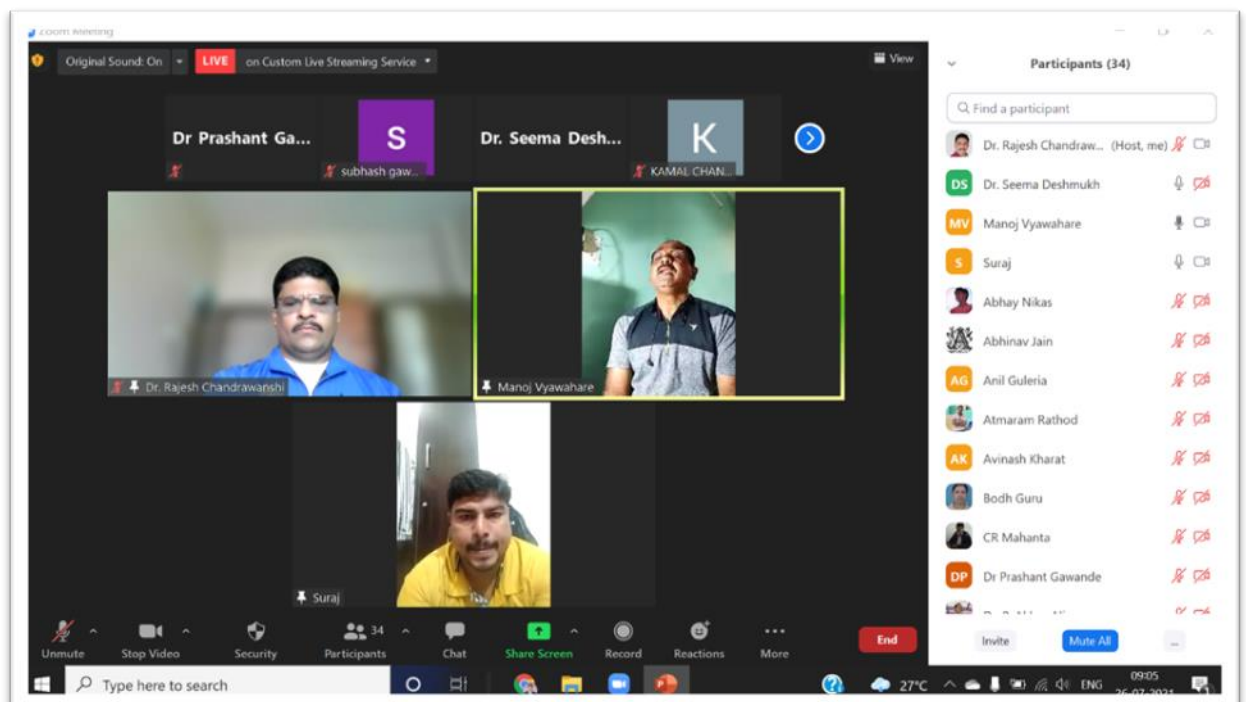 Zoom Meeting
Original Sound: On
LIVE on Custom Live Streaming Service
View
Dr Prashant Ga...
S
subhash gaw...
Dr. Seema Desh...
K
KAMAL CHAN...
Dr. Rajesh Chandrawanshi
Manoj Vyawahare
Suraj
Participants (34)
Find a participant
Dr. Rajesh Chandraw... (Host, me)
DS Dr. Seema Deshmukh
MV Manoj Vyawahare
S Suraj
Abhay Nikas
Abhinav Jain
AG Anil Guleria
Atmaram Rathod
AK Avinash Kharat
Bodh Guru
CR Mahanta
DP Dr Prashant Gawande
Invite Mute All ...
Unmute Stop Video Security Participants 34 Chat Share Screen Record Reactions More End
Type here to search
27°C ENG 09:05
26-07-2021